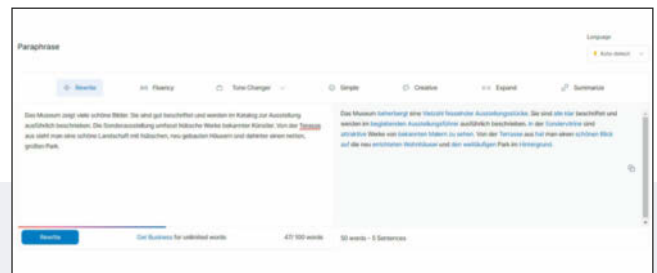 Language
Paraphrase
Auto-detect
Rewrite
Fluency
Tone Changer
Simple
Creative
Expand
Summarize
Das Museum zeigt viele schöne Bilder. Sie sind gut beschriftet und werden im Katalog zur Ausstellung
ausführlich beschrieben. Die Sonderausstellung umfasst hübsche Werke bekannter Künstler. Von der Terrasse
aus sieht man eine schöne Landschaft mit hübschen, neu gebauten Häusern und dahinter einen netten,
großen Park.
Das Museum beherbergt eine Vielzahl fesselnder Ausstellungsstücke. Sie sind alle hier beschriftet und
werden im begleitenden Ausstellungsführer ausführlich beschrieben. In der Sondervitrine sind
attraktive Werke von bekannten Malern zu sehen. Von der Terrasse aus hat man einen schönen Blick
auf die neu errichteten Wohnhäuser und den weitläufigen Park im Hintergrund.
Rewrite
Get Business for unlimited words
47/ 100 words
50 words • 5 Sentences